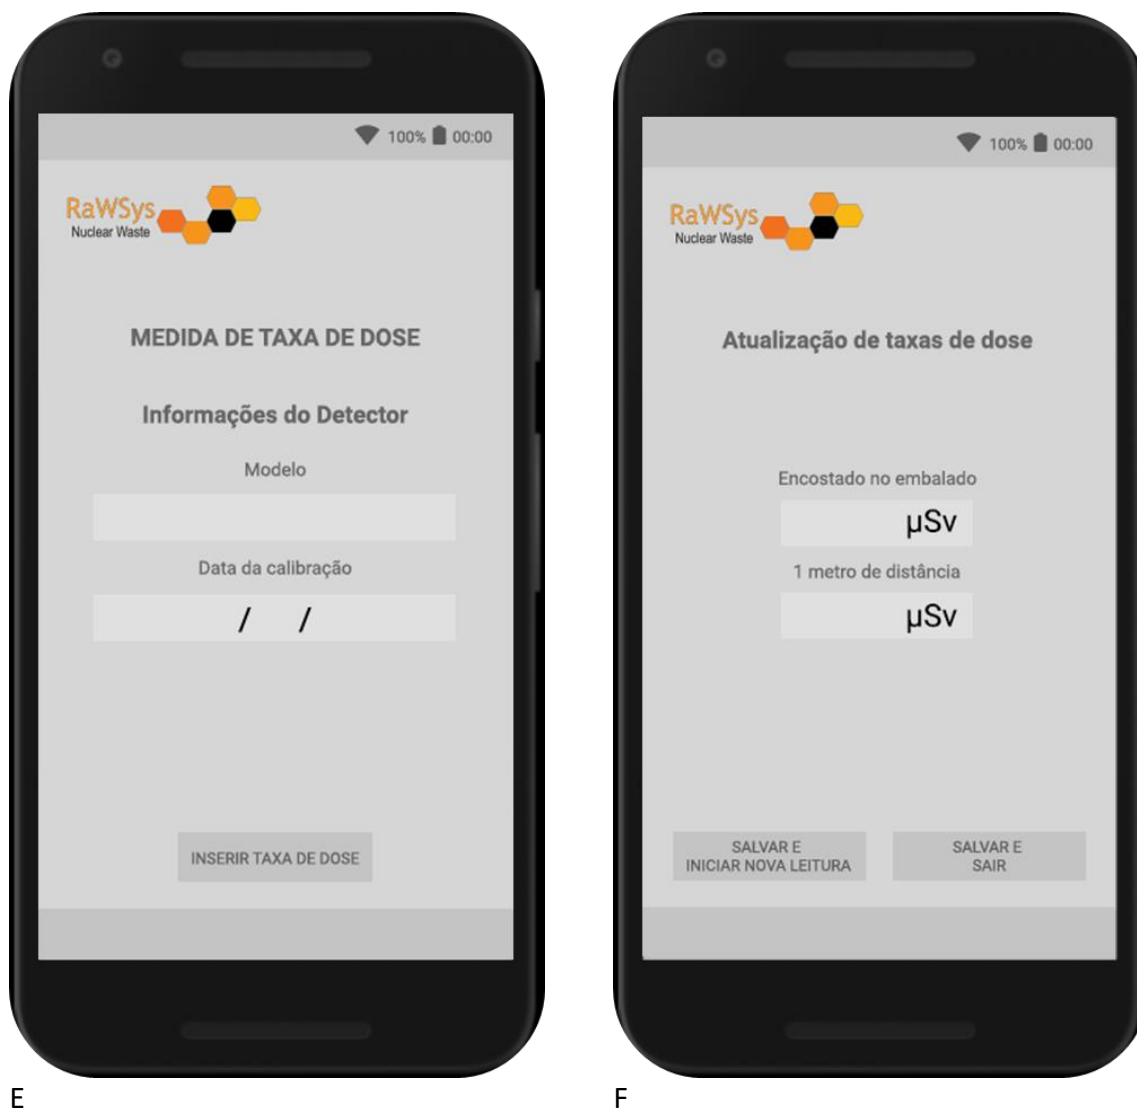 100% 00:00
RaWSys
Nuclear Waste
MEDIDA DE TAXA DE DOSE
Informações do Detector
Modelo
Data da calibração
/ /
INSERIR TAXA DE DOSE
E
100% 00:00
RaWSys
Nuclear Waste
Atualização de taxas de dose
Encostado no embalado
µSv
1 metro de distância
µSv
SALVAR E
INICIAR NOVA LEITURA
SALVAR E
SAIR
F